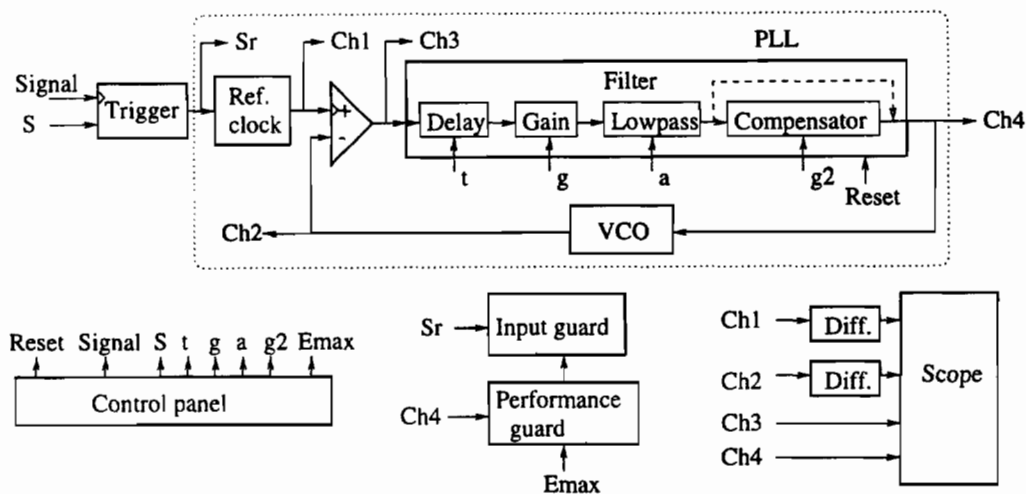 Sr
Ch1
Ch3
PLL
Signal
S
Trigger
Ref.
clock
+
-
Filter
Delay
Gain
Lowpass
Compensator
Ch4
t
g
a
g2
Reset
Ch2
VCO
Reset
Signal
S
t
g
a
g2
Emax
Control panel
Sr
Input guard
Ch4
Performance
guard
Emax
Ch1
Diff.
Ch2
Diff.
Ch3
Ch4
Scope